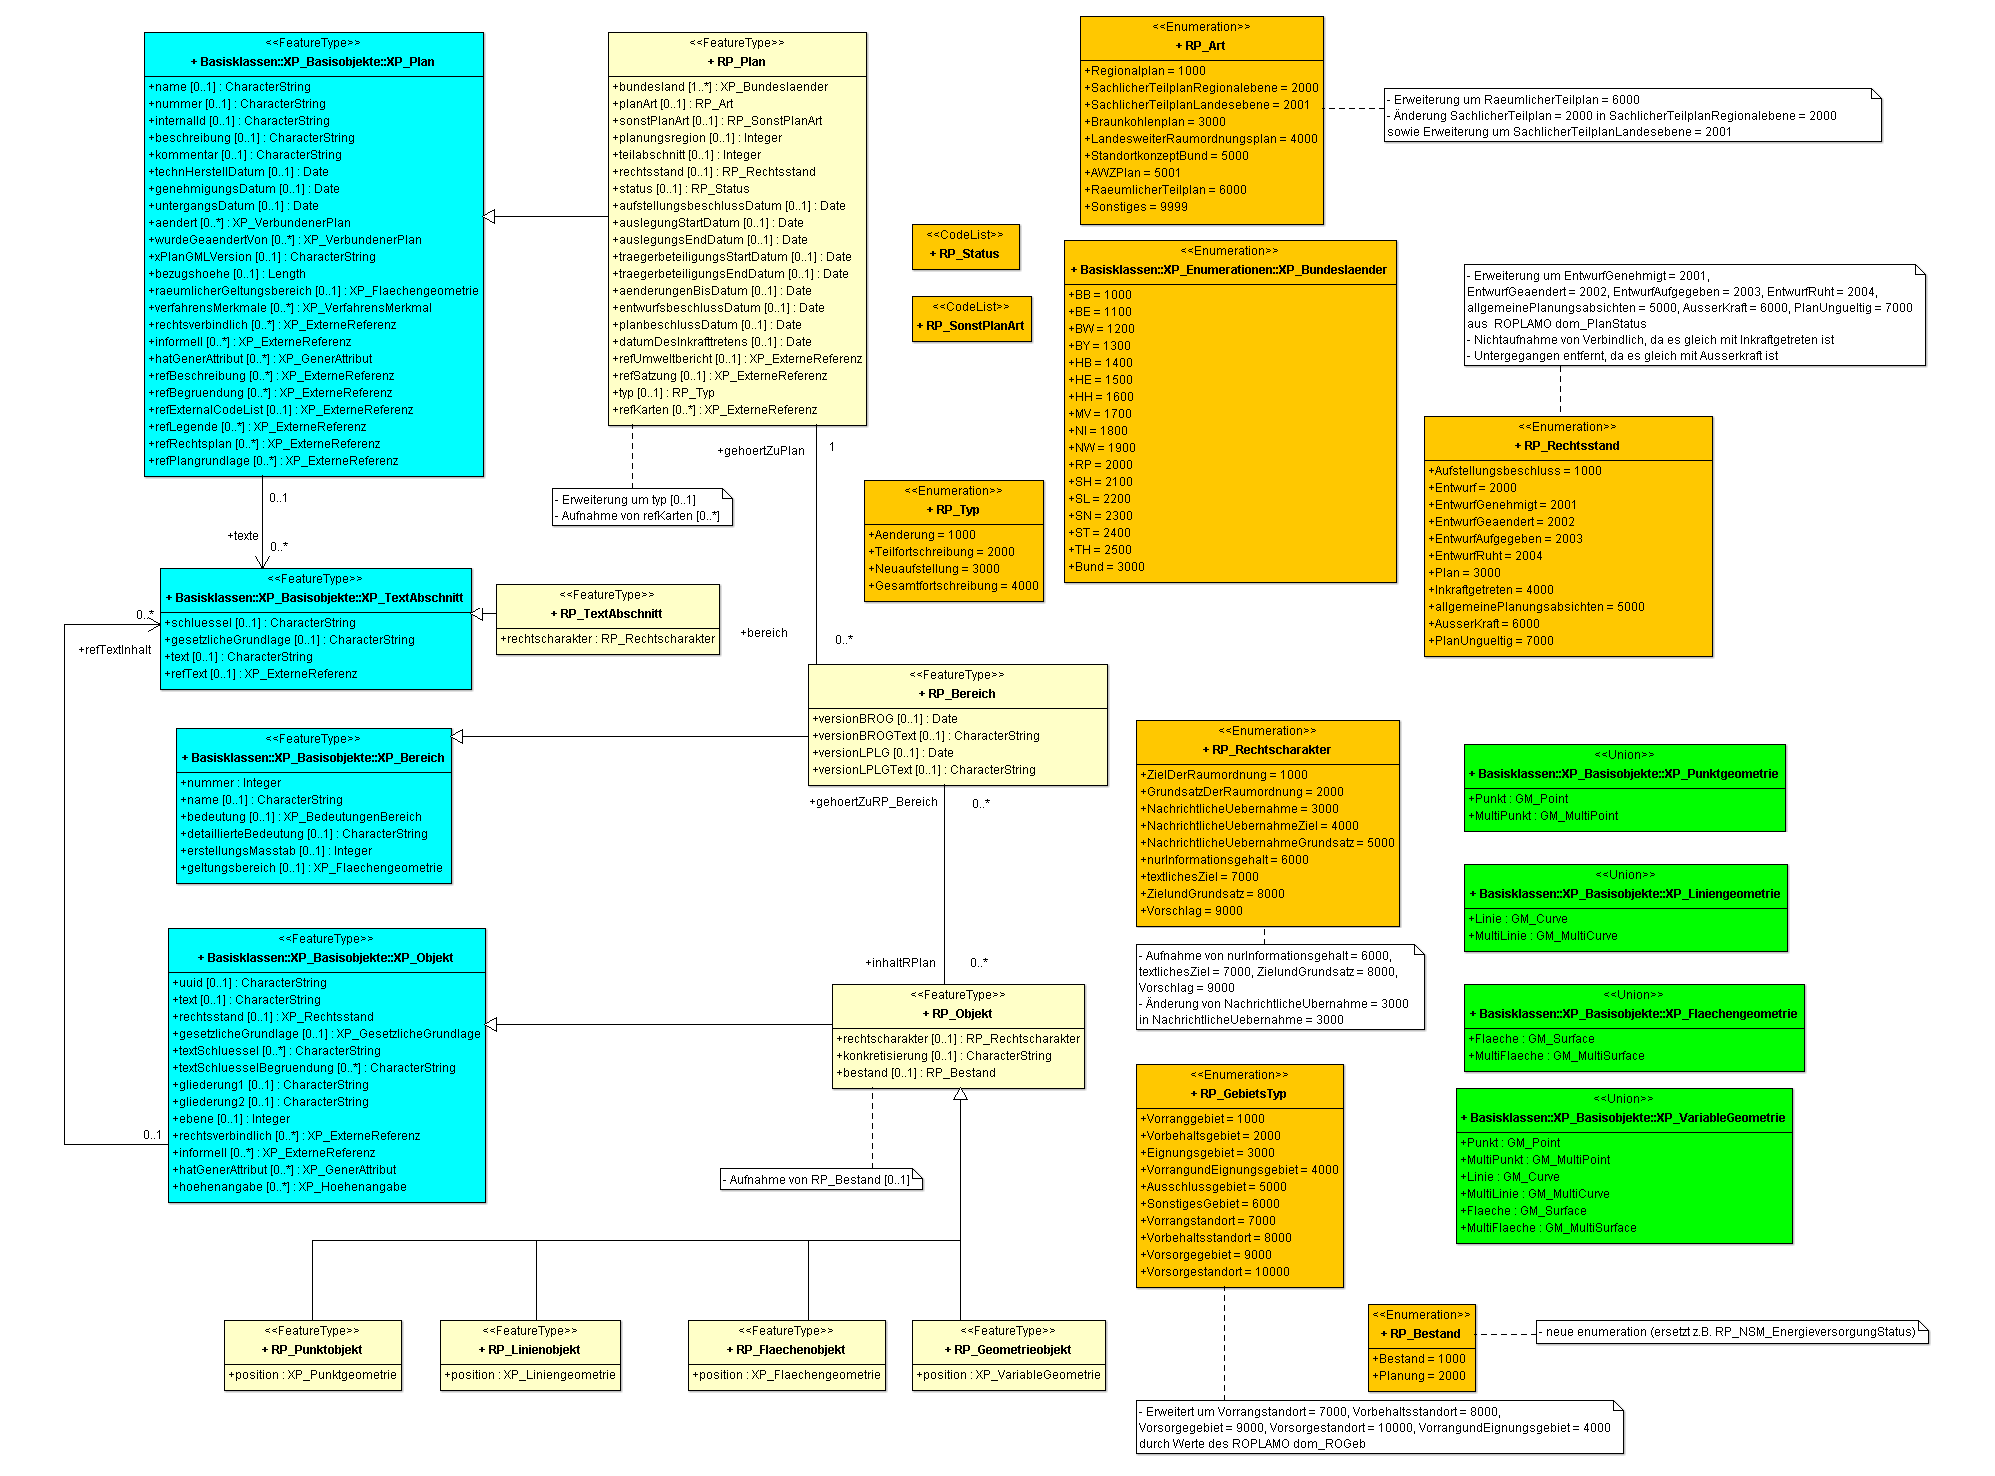 <<FeatureType>>
+ Basisklassen::XP_Basisobjekte::XP_Plan
+name [0..1] : CharacterString
+nummer [0..1] : CharacterString
+internalId [0..1] : CharacterString
+beschreibung [0..1] : CharacterString
+kommentar [0..1] : CharacterString
+technHerstellDatum [0..1] : Date
+genehmigungsDatum [0..1] : Date
+untergangsDatum [0..1] : Date
+aendert [0..*] : XP_VerbundenerPlan
+wurdeGeaendertVon [0..*] : XP_VerbundenerPlan
+xPlanGMLVersion [0..1] : CharacterString
+bezugshoehe [0..1] : Length
+raeumlicherGeltungsbereich [0..1] : XP_Flaechengeometrie
+verfahrensMerkmale [0..*] : XP_VerfahrensMerkmal
+rechtsverbindlich [0..*] : XP_ExterneReferenz
+informell [0..*] : XP_ExterneReferenz
+hatGenerAttribut [0..*] : XP_GenerAttribut
+refBeschreibung [0..*] : XP_ExterneReferenz
+refBegruendung [0..*] : XP_ExterneReferenz
+refExternalCodeList [0..1] : XP_ExterneReferenz
+refLegende [0..*] : XP_ExterneReferenz
+refRechtsplan [0..*] : XP_ExterneReferenz
+refPlangrundlage [0..*] : XP_ExterneReferenz
<<FeatureType>>
+ RP_Plan
+bundesland [1..*] : XP_Bundeslaender
+planArt [0..1] : RP_Art
+sonstPlanArt [0..1] : RP_SonstPlanArt
+planungsregion [0..1] : Integer
+teilabschnitt [0..1] : Integer
+rechtsstand [0..1] : RP_Rechtsstand
+status [0..1] : RP_Status
+aufstellungsbeschlussDatum [0..1] : Date
+auslegungStartDatum [0..1] : Date
+auslegungsEndDatum [0..1] : Date
+traegerbeteiligungsStartDatum [0..1] : Date
+traegerbeteiligungsEndDatum [0..1] : Date
+aenderungenBisDatum [0..1] : Date
+entwurfsbeschlussDatum [0..1] : Date
+planbeschlussDatum [0..1] : Date
+datumDesInkrafttretens [0..1] : Date
+refUmweltbericht [0..1] : XP_ExterneReferenz
+refSatzung [0..1] : XP_ExterneReferenz
+typ [0..1] : RP_Typ
+refKarten [0..*] : XP_ExterneReferenz
<<Enumeration>>
+ RP_Art
+Regionalplan = 1000
+SachlicherTeilplanRegionalebene = 2000
+SachlicherTeilplanLandesebene = 2001
+Braunkohlenplan = 3000
+LandesweiterRaumordnungsplan = 4000
+StandortkonzeptBund = 5000
+AWZPlan = 5001
+RaeumlicherTeilplan = 6000
+Sonstiges = 9999
- Erweiterung um RaeumlicherTeilplan = 6000
- Änderung SachlicherTeilplan = 2000 in SachlicherTeilplanRegionalebene = 2000
sowie Erweiterung um SachlicherTeilplanLandesebene = 2001
<<CodeList>>
+ RP_Status
<<CodeList>>
+ RP_SonstPlanArt
<<Enumeration>>
+ Basisklassen::XP_Enumerationen::XP_Bundeslaender
+BB = 1000
+BE = 1100
+BW = 1200
+BY = 1300
+HB = 1400
+HE = 1500
+HH = 1600
+MV = 1700
+NI = 1800
+NW = 1900
+RP = 2000
+SH = 2100
+SL = 2200
+SN = 2300
+ST = 2400
+TH = 2500
+Bund = 3000
- Erweiterung um EntwurfGenehmigt = 2001,
EntwurfGeaendert = 2002, EntwurfAufgegeben = 2003, EntwurfRuht = 2004,
allgemeinePlanungsabsichten = 5000, AusserKraft = 6000, PlanUngueltig = 7000
aus ROPLAMO dom_PlanStatus
- Nichtaufnahme von Verbindlich, da es gleich mit Inkraftgetreten ist
- Untergegangen entfernt, da es gleich mit Ausserkraft ist
<<Enumeration>>
+ RP_Rechtsstand
+Aufstellungsbeschluss = 1000
+Entwurf = 2000
+EntwurfGenehmigt = 2001
+EntwurfGeaendert = 2002
+EntwurfAufgegeben = 2003
+EntwurfRuht = 2004
+Plan = 3000
+Inkraftgetreten = 4000
+allgemeinePlanungsabsichten = 5000
+AusserKraft = 6000
+PlanUngueltig = 7000
+gehoertZuPlan
1
- Erweiterung um typ [0..1]
- Aufnahme von refKarten [0..*]
<<Enumeration>>
+ RP_Typ
+Aenderung = 1000
+Teilfortschreibung = 2000
+Neuaufstellung = 3000
+Gesamtfortschreibung = 4000
0..1
+texte
0..*
<<FeatureType>>
+ Basisklassen::XP_Basisobjekte::XP_TextAbschnitt
+schluessel [0..1] : CharacterString
+gesetzlicheGrundlage [0..1] : CharacterString
+text [0..1] : CharacterString
+refText [0..1] : XP_ExterneReferenz
0..*
+refTextInhalt
<<FeatureType>>
+ RP_TextAbschnitt
+rechtscharakter : RP_Rechtscharakter
+bereich
0..*
<<FeatureType>>
+ RP_Bereich
+versionBROG [0..1] : Date
+versionBROGText [0..1] : CharacterString
+versionLPLG [0..1] : Date
+versionLPLGText [0..1] : CharacterString
<<FeatureType>>
+ Basisklassen::XP_Basisobjekte::XP_Bereich
+nummer : Integer
+name [0..1] : CharacterString
+bedeutung [0..1] : XP_BedeutungenBereich
+detaillierteBedeutung [0..1] : CharacterString
+erstellungsMasstab [0..1] : Integer
+geltungsbereich [0..1] : XP_Flaechengeometrie
+gehoertZuRP_Bereich
0..*
<<Enumeration>>
+ RP_Rechtscharakter
+ZielDerRaumordnung = 1000
+GrundsatzDerRaumordnung = 2000
+NachrichtlicheUebernahme = 3000
+NachrichtlicheUebernahmeZiel = 4000
+NachrichtlicheUebernahmeGrundsatz = 5000
+nurInformationsgehalt = 6000
+textlichesZiel = 7000
+ZielundGrundsatz = 8000
+Vorschlag = 9000
- Aufnahme von nurInformationsgehalt = 6000,
textlichesZiel = 7000, ZielundGrundsatz = 8000,
Vorschlag = 9000
- Änderung von NachrichtlicheUbernahme = 3000
in NachrichtlicheUebernahme = 3000
<<Union>>
+ Basisklassen::XP_Basisobjekte::XP_Punktgeometrie
+Punkt : GM_Point
+MultiPunkt : GM_MultiPoint
<<Union>>
+ Basisklassen::XP_Basisobjekte::XP_Liniengeometrie
+Linie : GM_Curve
+MultiLinie : GM_MultiCurve
<<Union>>
+ Basisklassen::XP_Basisobjekte::XP_Flaechengeometrie
+Flaeche : GM_Surface
+MultiFlaeche : GM_MultiSurface
<<Union>>
+ Basisklassen::XP_Basisobjekte::XP_VariableGeometrie
+Punkt : GM_Point
+MultiPunkt : GM_MultiPoint
+Linie : GM_Curve
+MultiLinie : GM_MultiCurve
+Flaeche : GM_Surface
+MultiFlaeche : GM_MultiSurface
<<FeatureType>>
+ Basisklassen::XP_Basisobjekte::XP_Objekt
+uuid [0..1] : CharacterString
+text [0..1] : CharacterString
+rechtsstand [0..1] : XP_Rechtsstand
+gesetzlicheGrundlage [0..1] : XP_GesetzlicheGrundlage
+textSchluessel [0..*] : CharacterString
+textSchluesselBegruendung [0..*] : CharacterString
+gliederung1 [0..1] : CharacterString
+gliederung2 [0..1] : CharacterString
+ebene [0..1] : Integer
+rechtsverbindlich [0..*] : XP_ExterneReferenz
+informell [0..*] : XP_ExterneReferenz
+hatGenerAttribut [0..*] : XP_GenerAttribut
+hoehenangabe [0..*] : XP_Hoehenangabe
0..1
+inhaltRPlan
0..*
<<FeatureType>>
+ RP_Objekt
+rechtscharakter [0..1] : RP_Rechtscharakter
+konkretisierung [0..1] : CharacterString
+bestand [0..1] : RP_Bestand
- Aufnahme von RP_Bestand [0..1]
<<Enumeration>>
+ RP_GebietsTyp
+Vorranggebiet = 1000
+Vorbehaltsgebiet = 2000
+Eignungsgebiet = 3000
+VorrangundEignungsgebiet = 4000
+Ausschlussgebiet = 5000
+SonstigesGebiet = 6000
+Vorrangstandort = 7000
+Vorbehaltsstandort = 8000
+Vorsorgegebiet = 9000
+Vorsorgestandort = 10000
<<FeatureType>>
+ RP_Punktobjekt
+position : XP_Punktgeometrie
<<FeatureType>>
+ RP_Linienobjekt
+position : XP_Liniengeometrie
<<FeatureType>>
+ RP_Flaechenobjekt
+position : XP_Flaechengeometrie
<<FeatureType>>
+ RP_Geometrieobjekt
+position : XP_VariableGeometrie
<<Enumeration>>
+ RP_Bestand
+Bestand = 1000
+Planung = 2000
- neue enumeration (ersetzt z.B. RP_NSM_EnergieversorgungStatus)
- Erweitert um Vorrangstandort = 7000, Vorbehaltsstandort = 8000,
Vorsorgegebiet = 9000, Vorsorgestandort = 10000, VorrangundEignungsgebiet = 4000
durch Werte des ROPLAMO dom_ROGeb